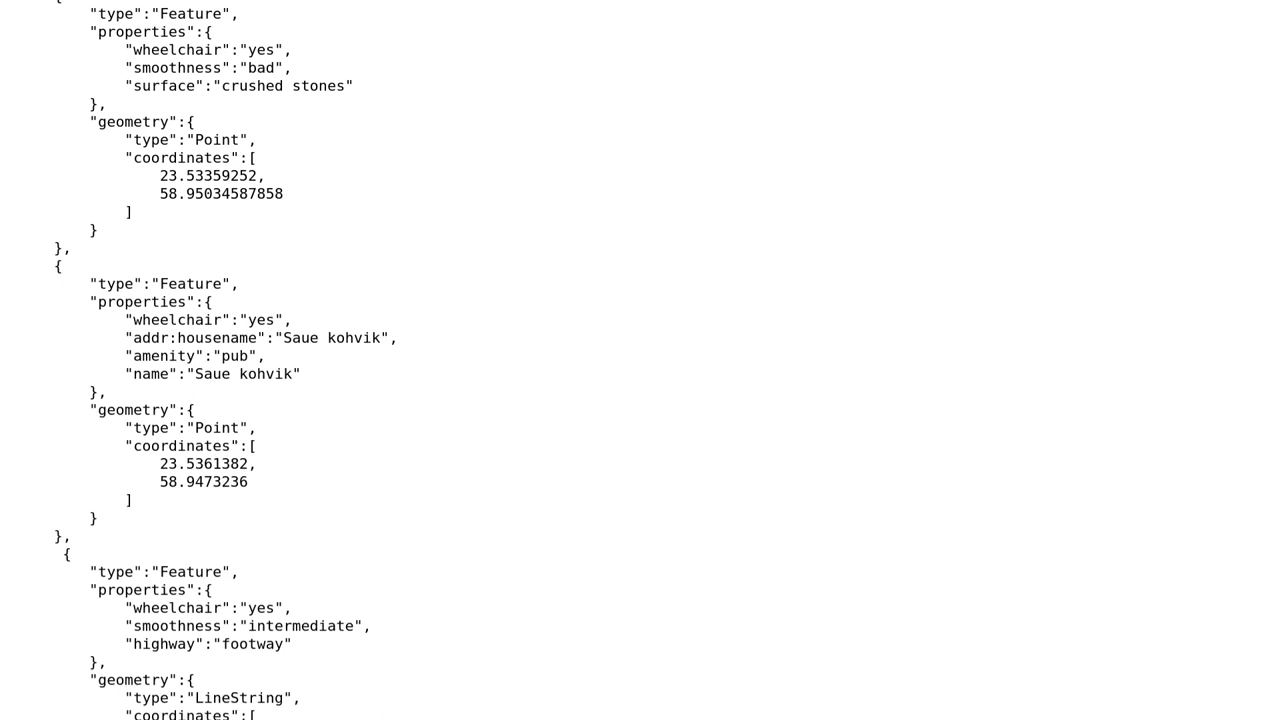 {
"type":"Feature",
"properties":{
"wheelchair":"yes",
"smoothness":"bad",
"surface":"crushed stones"
},
"geometry":{
"type":"Point",
"coordinates":[
23.53359252,
58.95034587858
]
}
},
{
"type":"Feature",
"properties":{
"wheelchair":"yes",
"addr:housename":"Saue kohvik",
"amenity":"pub",
"name":"Saue kohvik"
},
"geometry":{
"type":"Point",
"coordinates":[
23.5361382,
58.9473236
]
}
},
{
"type":"Feature",
"properties":{
"wheelchair":"yes",
"smoothness":"intermediate",
"highway":"footway"
},
"geometry":{
"type":"LineString",
"coordinates":[